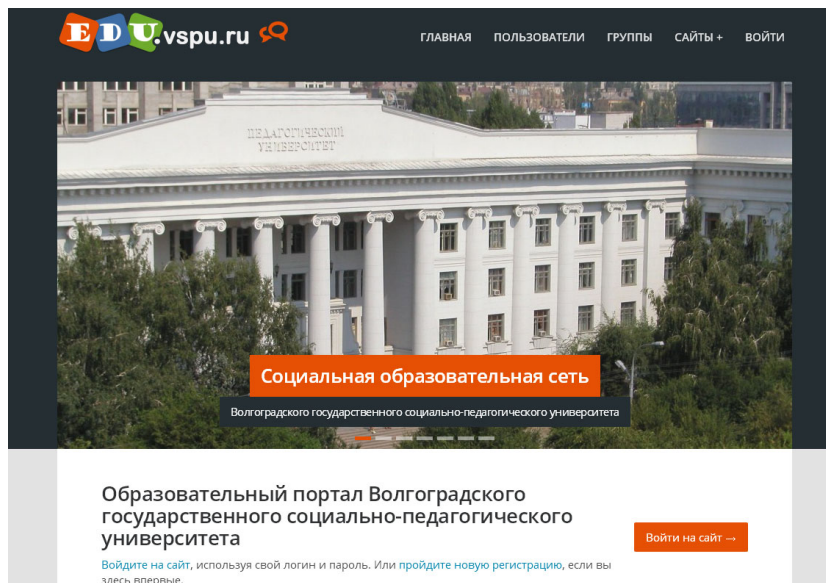 EDU.vspu.ru
ГЛАВНАЯ ПОЛЬЗОВАТЕЛИ ГРУППЫ САЙТЫ + ВОЙТИ
ПЕДАГОГИЧЕСКИЙ
УНИВЕРСИТЕТ
Социальная образовательная сеть
Волгоградского государственного социально-педагогического университета
Образовательный портал Волгоградского
государственного социально-педагогического
университета
Войти на сайт →
Войдите на сайт, используя свой логин и пароль. Или пройдите новую регистрацию, если вы
здесь впервые.